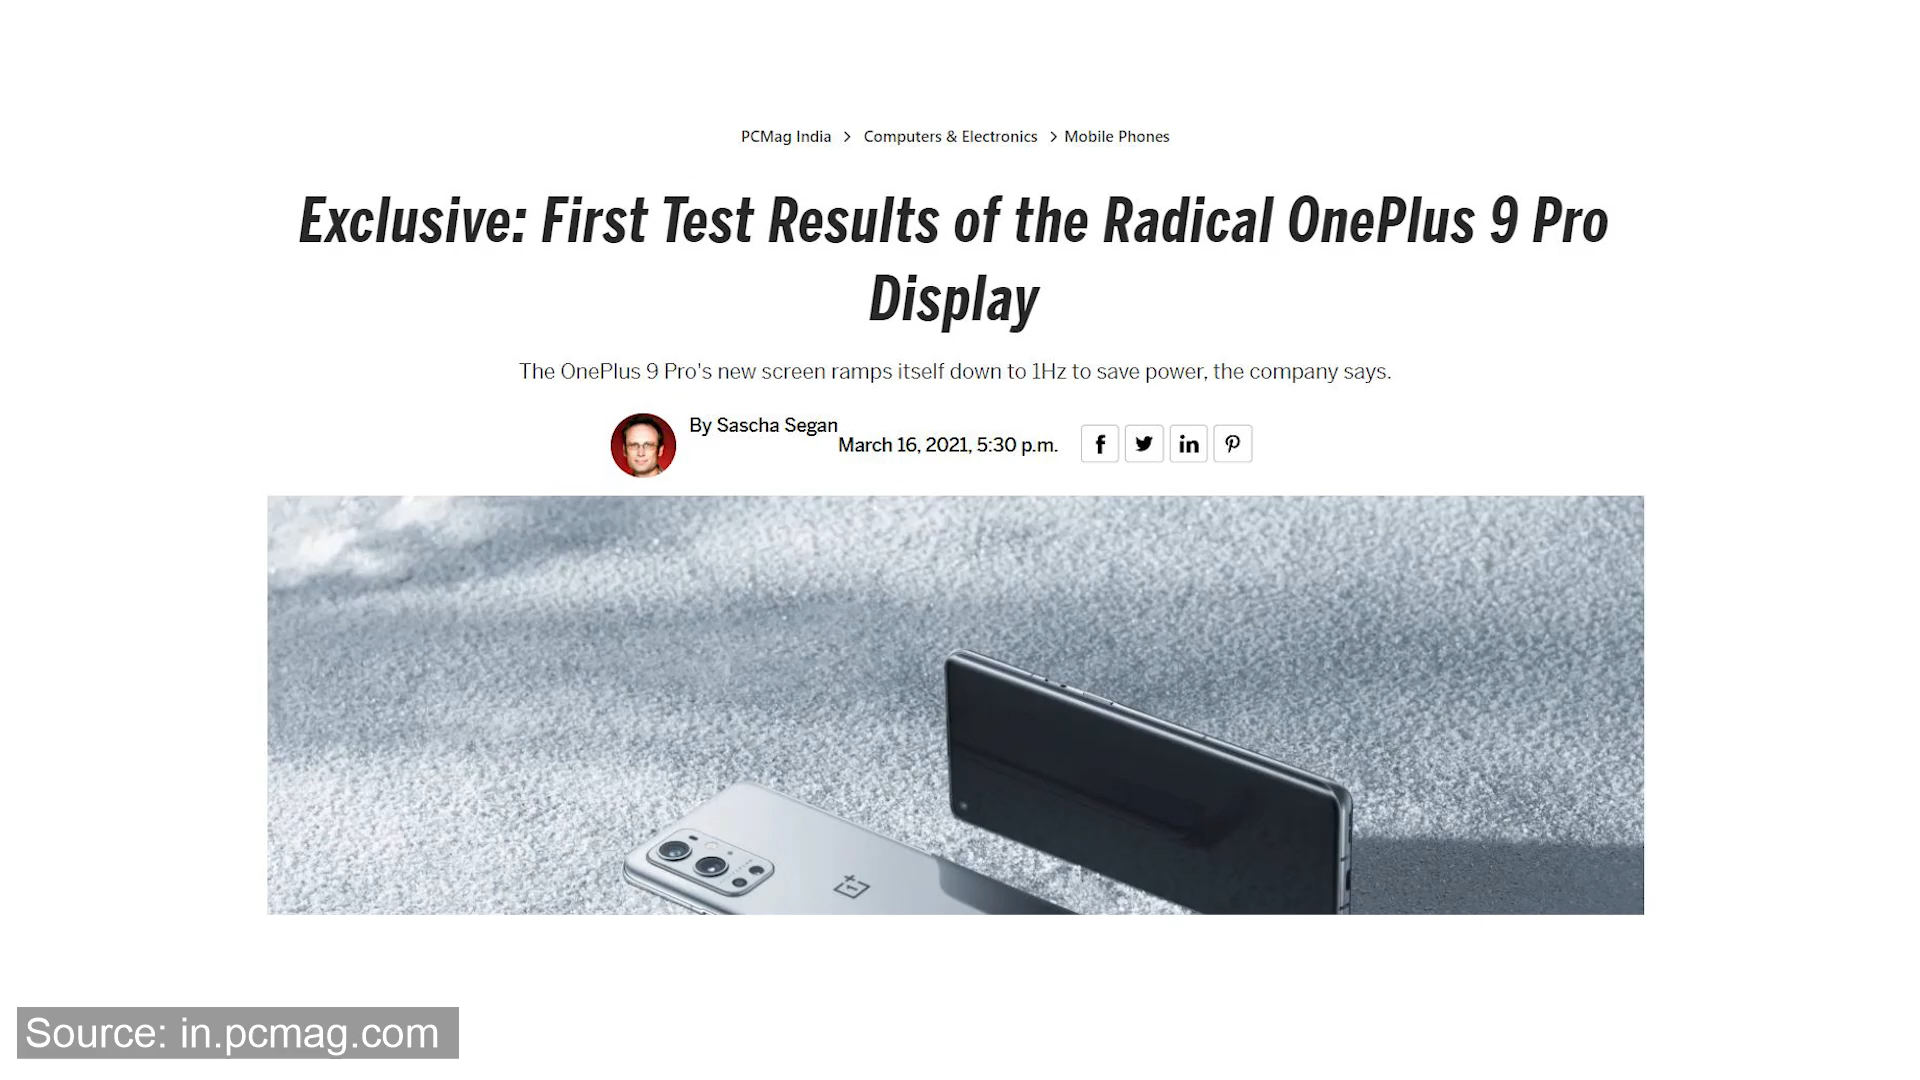 PCMag India > Computers & Electronics > Mobile Phones
Exclusive: First Test Results of the Radical OnePlus 9 Pro
Display
The OnePlus 9 Pro's new screen ramps itself down to 1Hz to save power, the company says.
By Sascha Segan
March 16, 2021, 5:30 p.m.
Source: in.pcmag.com